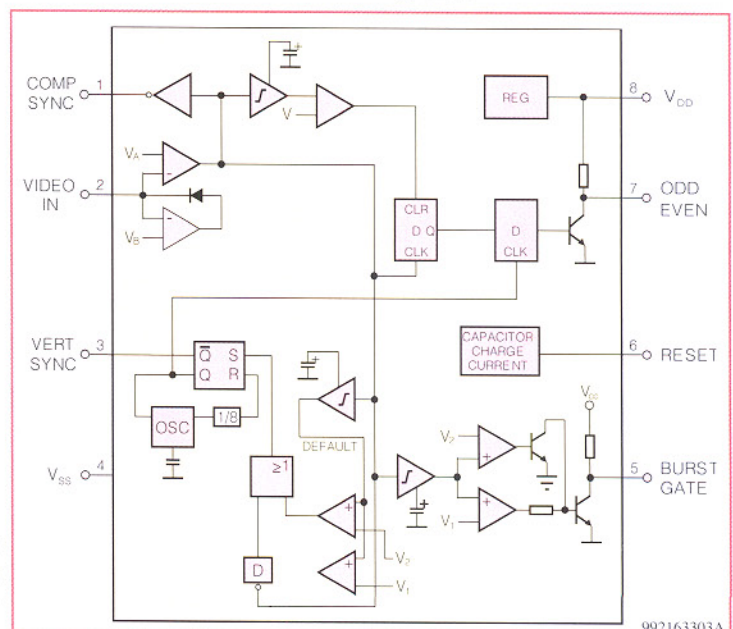 COMP SYNC
1
VIDEO IN
2
VERT SYNC
3
VSS
4
BURST GATE
5
RESET
6
ODD EVEN
7
VDD
8
+
V
VA
-
-
VB
REG
CLR
D Q
CLK
D
CLK
Q̅ S
Q R
OSC
1/8
+
DEFAULT
CAPACITOR
CHARGE
CURRENT
≥1
D
+
V2
+
V1
+
V2
+
V1
+
992163303A